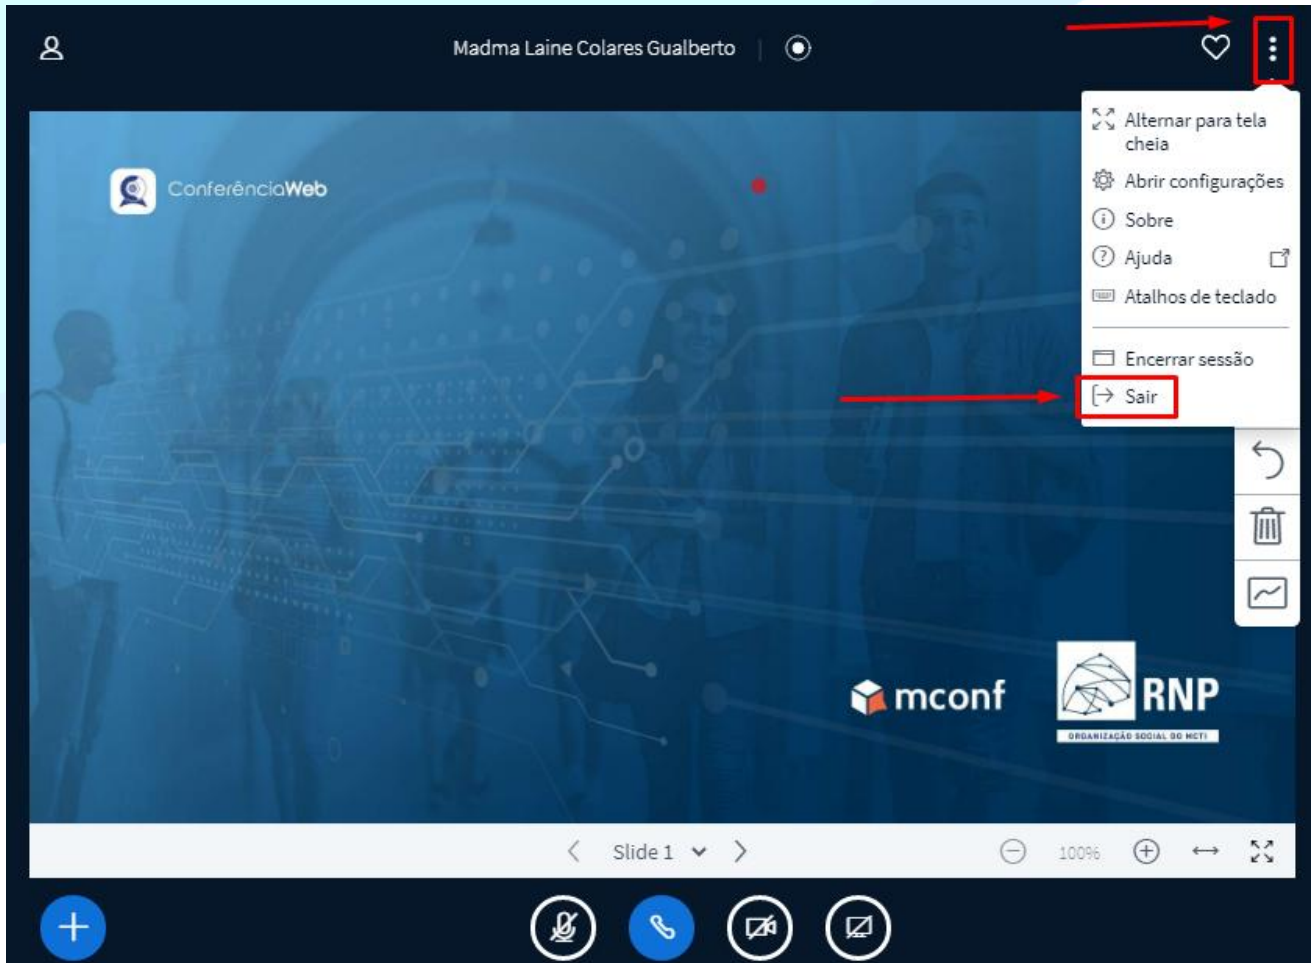 Madma Laine Colares Gualberto
Alternar para tela
cheia
Abrir configurações
Sobre
Ajuda
Atalhos de teclado
Encerrar sessão
Sair
ConferênciaWeb
mconf
RNP
ORGANIZAÇÃO SOCIAL DO MCTI
Slide 1
100%